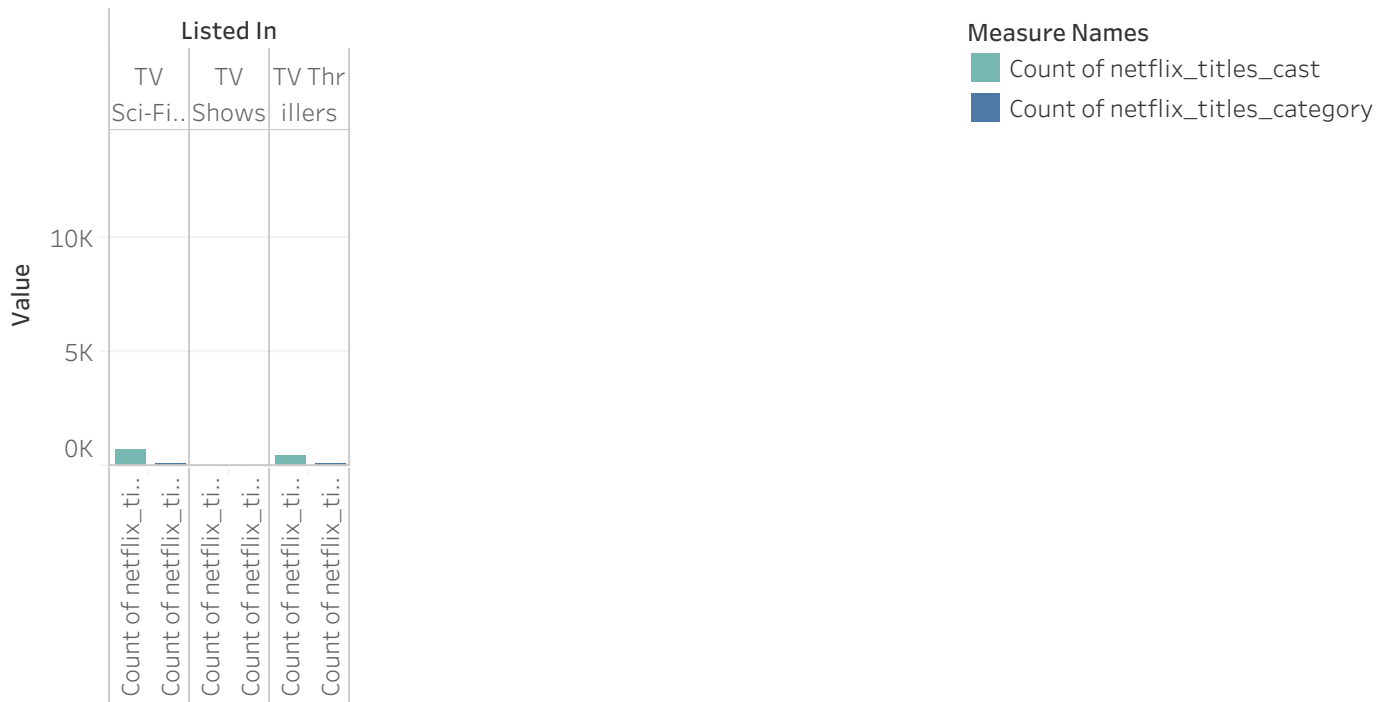 Listed In
TV
Sci-Fi..
TV
Shows
TV Thr
illers
Value
10K
5K
0K
Count of netflix_ti..
Count of netflix_ti..
Count of netflix_ti..
Count of netflix_ti..
Count of netflix_ti..
Count of netflix_ti..
Measure Names
Count of netflix_titles_cast
Count of netflix_titles_category